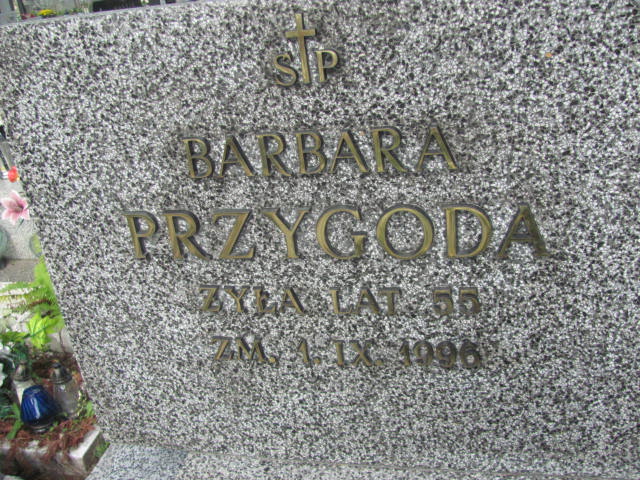 ŚP
BARBARA
PRZYGODA
ŻYŁA LAT 55
ZM. 1. IX. 1996